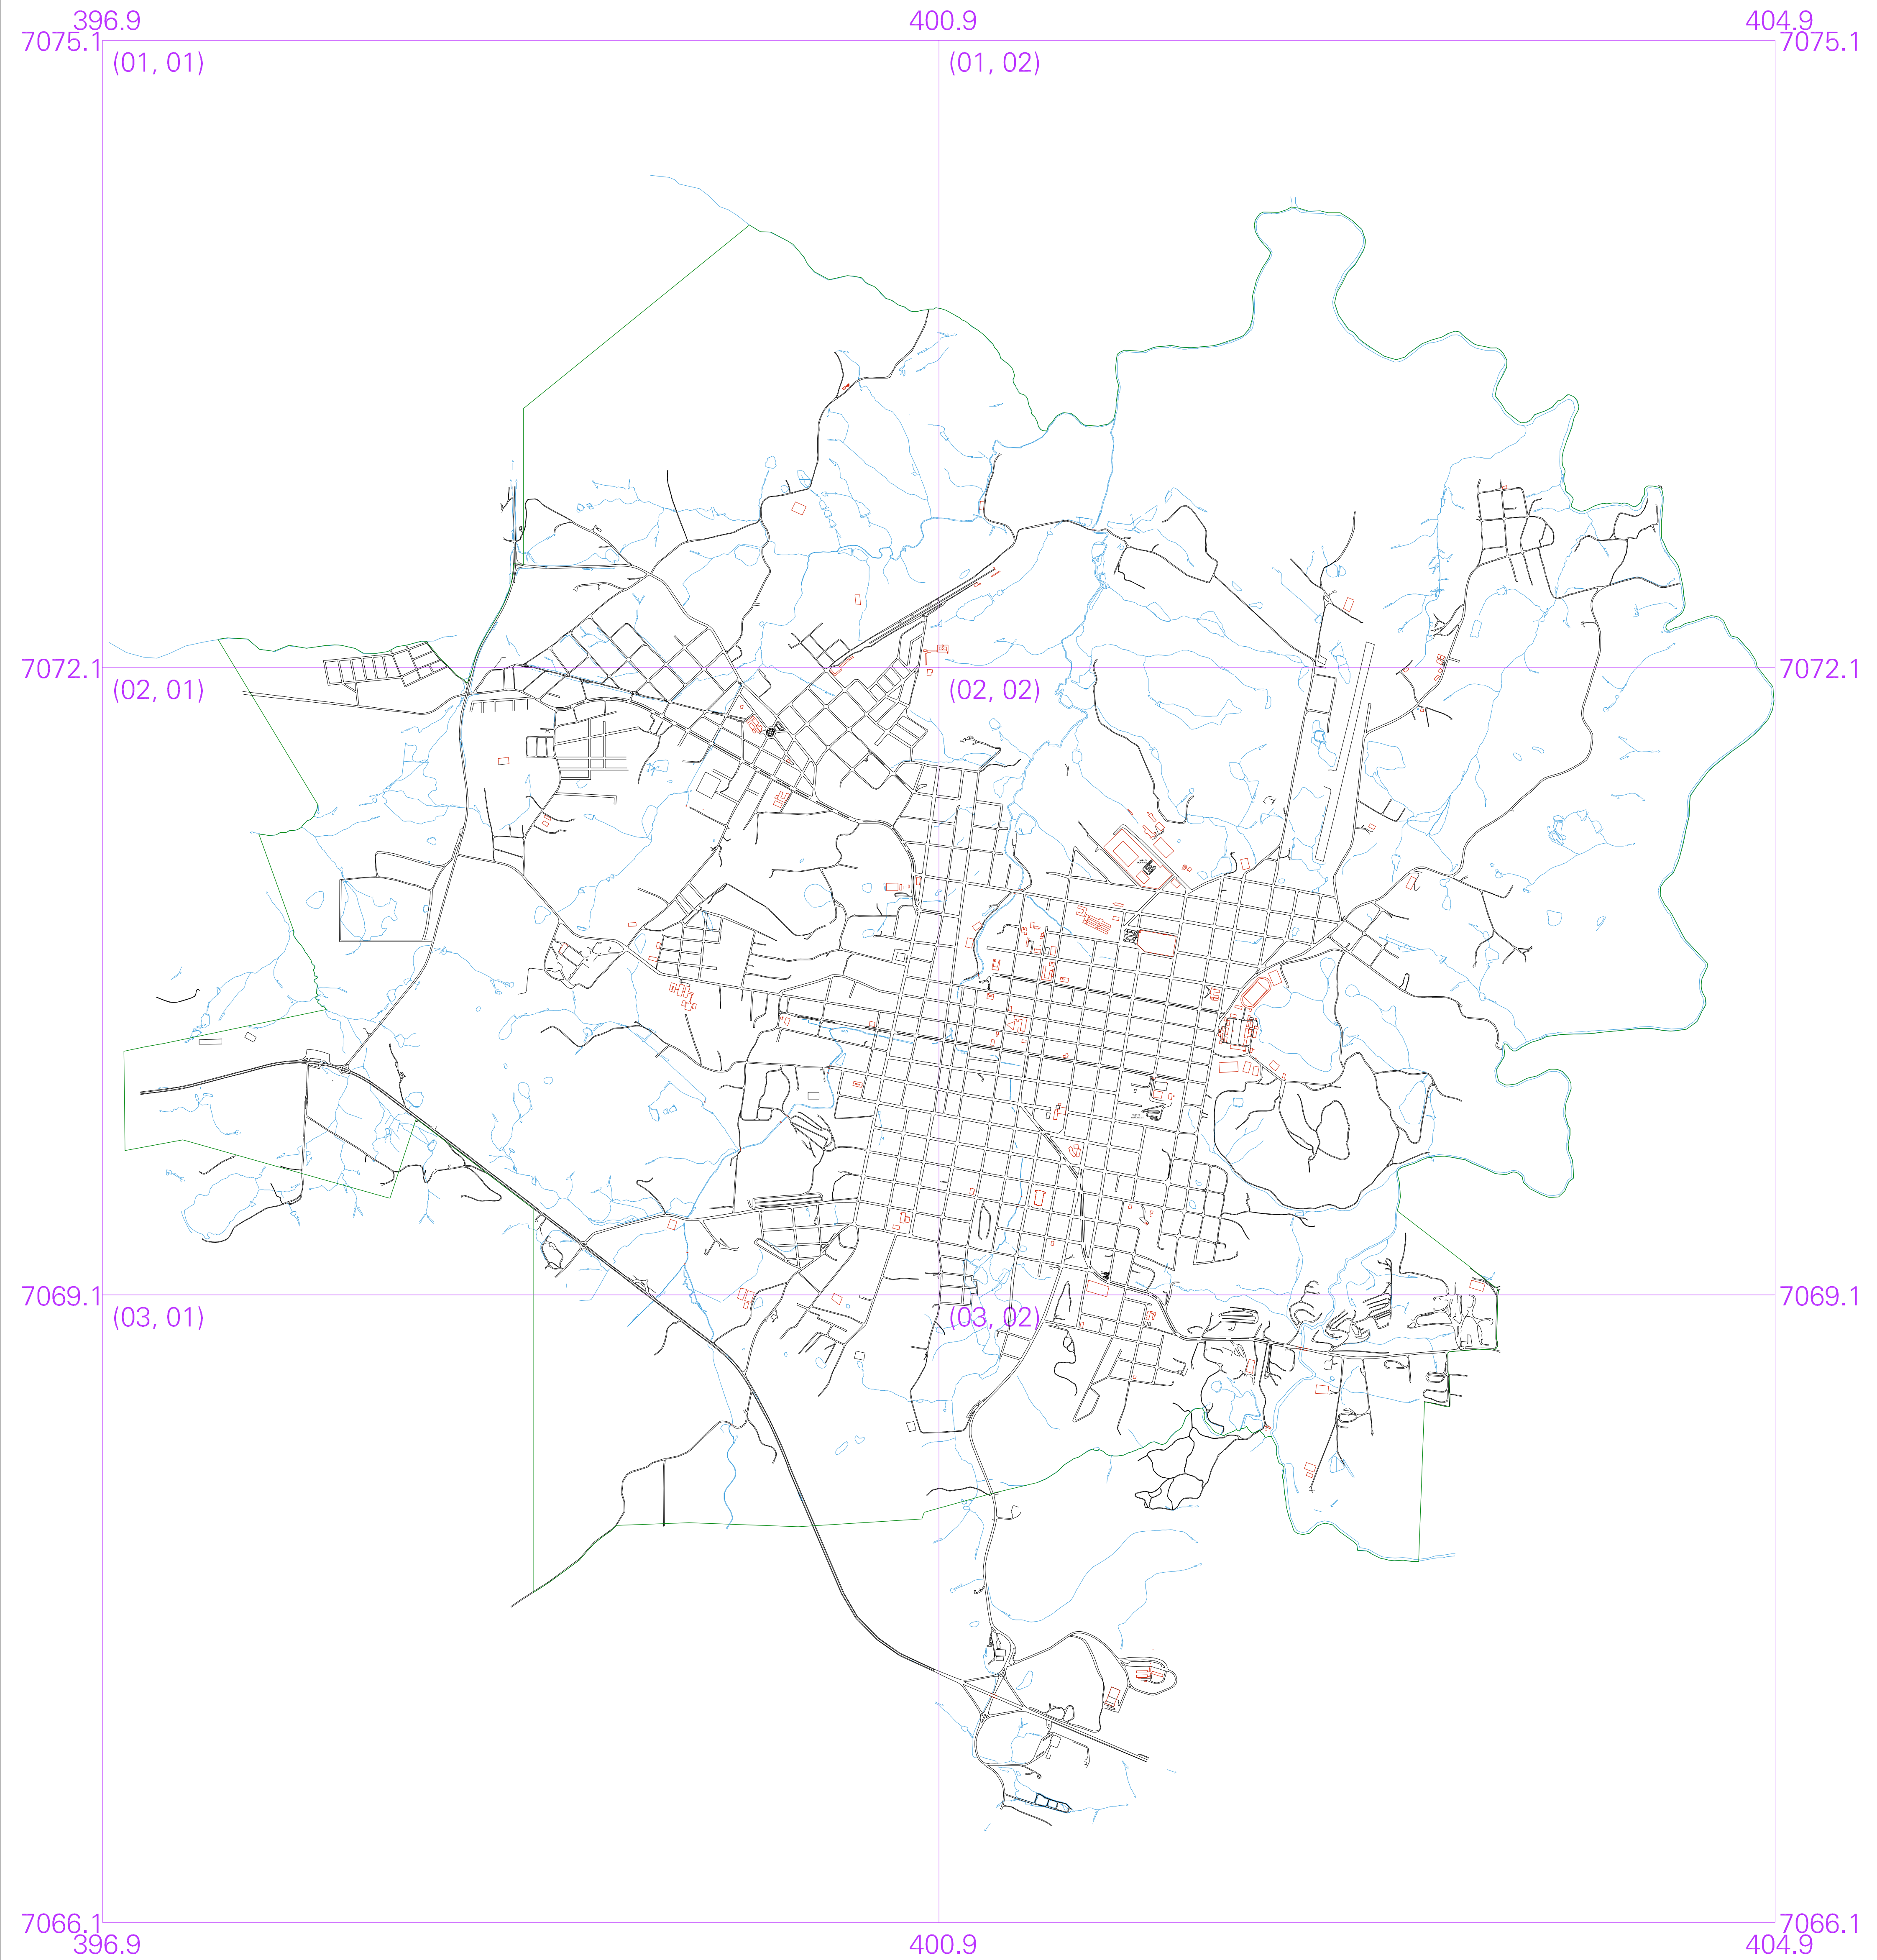 396.9 400.9 404.9
7075.1 7075.1
(01, 01) (01, 02)
7072.1 7072.1
(02, 01) (02, 02)
7069.1 7069.1
(03, 01) (03, 02)
7066.1 7066.1
396.9 400.9 404.9